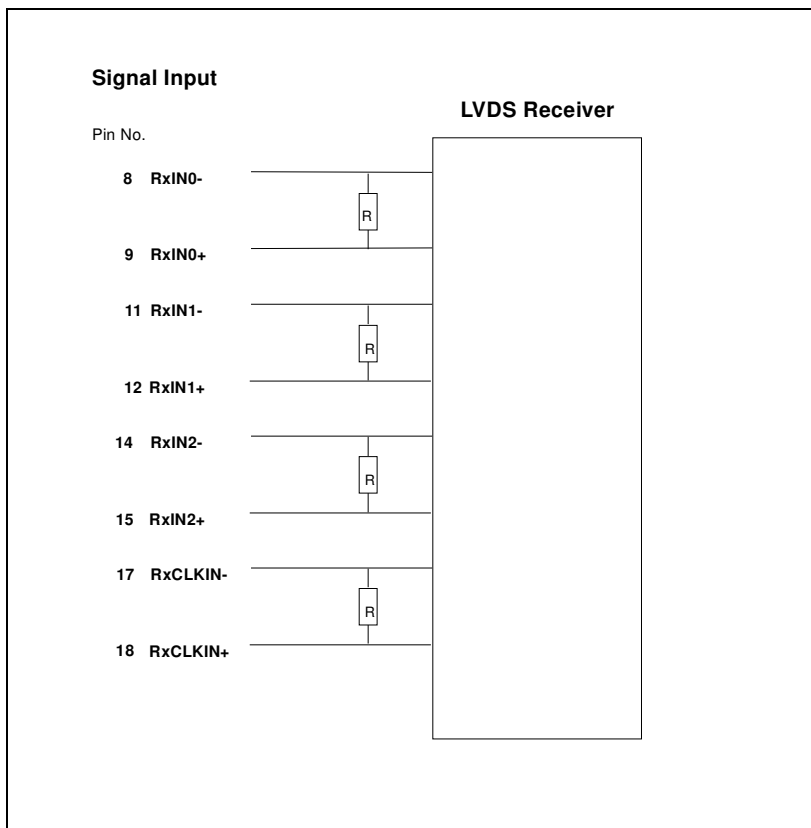 Signal Input
LVDS Receiver
Pin No.
8 RxIN0-
R
9 RxIN0+
11 RxIN1-
R
12 RxIN1+
14 RxIN2-
R
15 RxIN2+
17 RxCLKIN-
R
18 RxCLKIN+